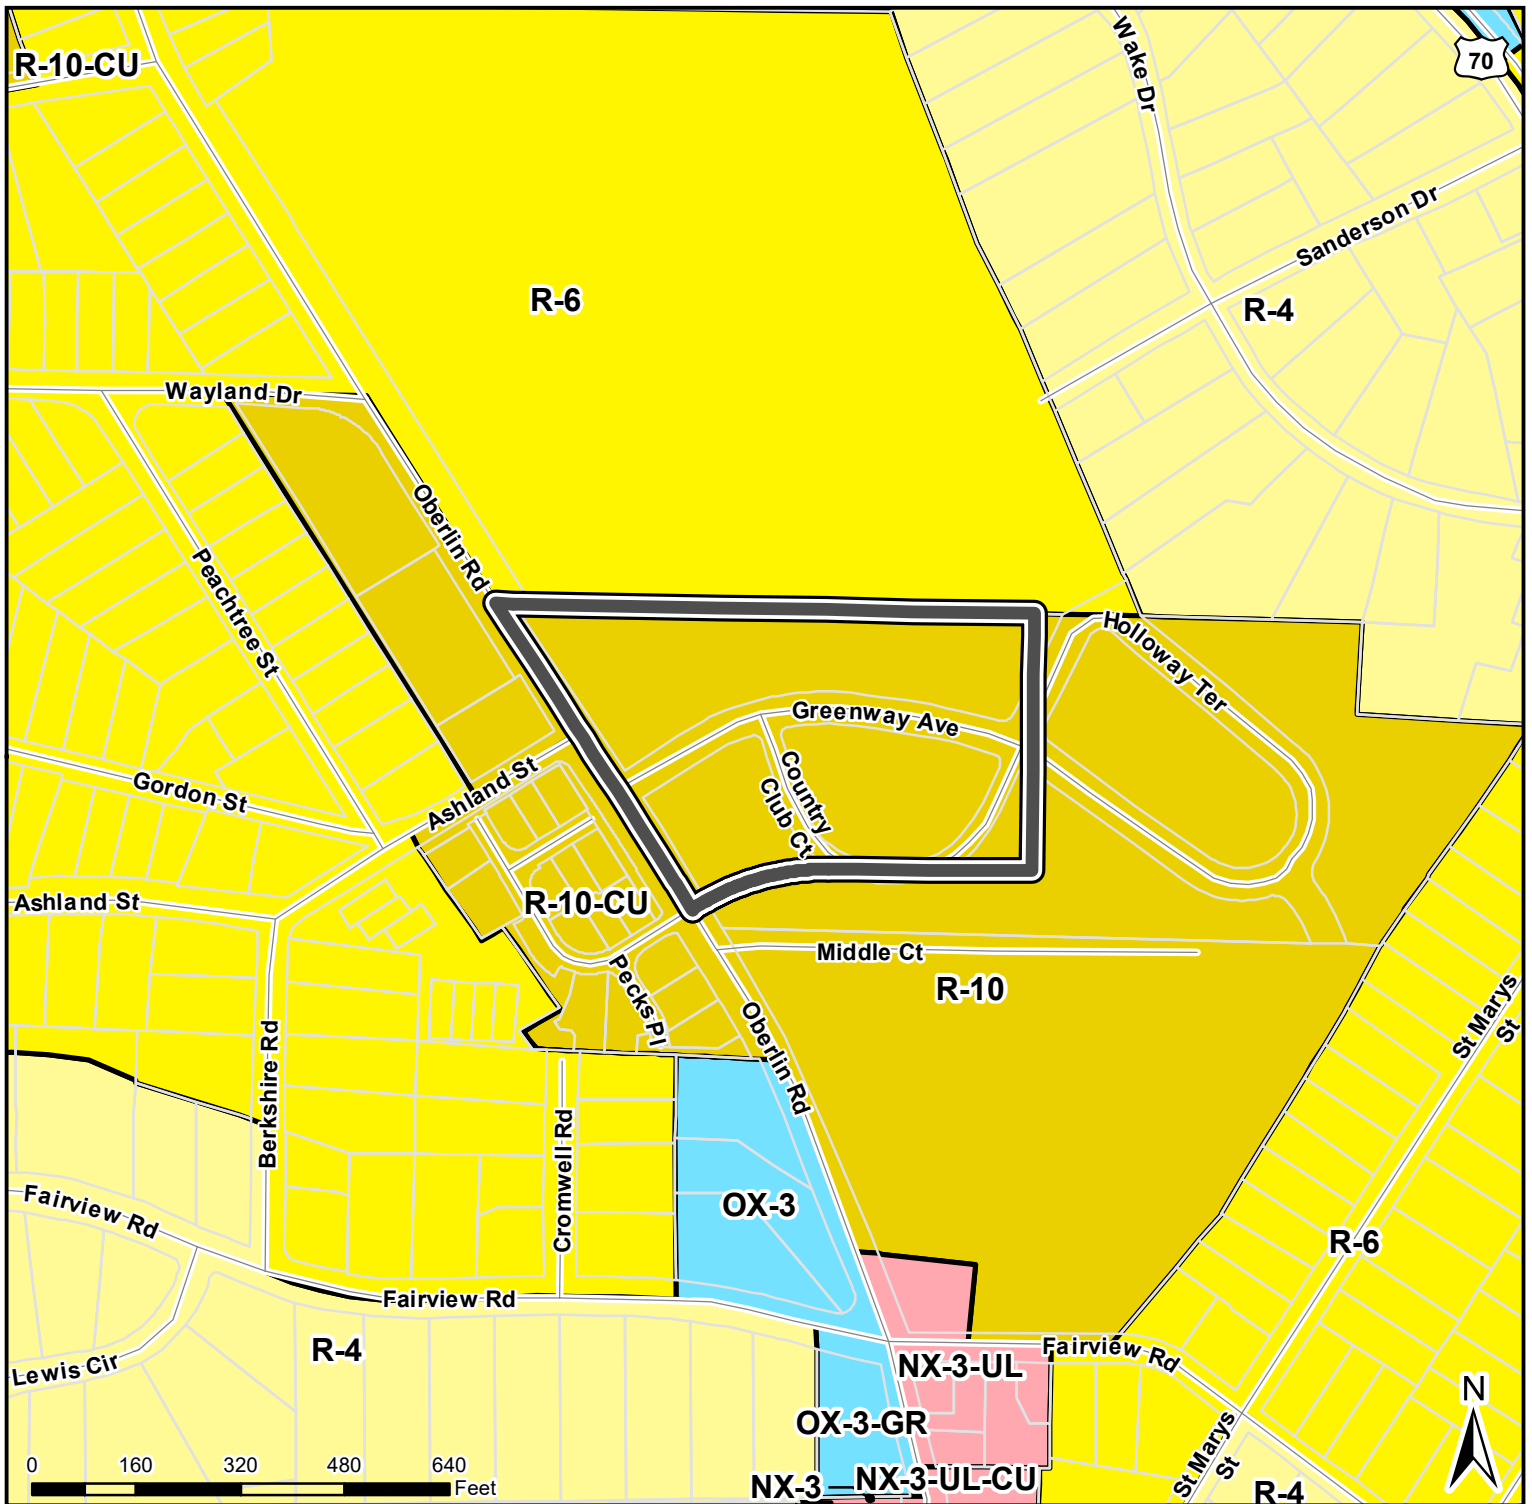 R-10-CU
Wake Dr
70
Sanderson Dr
R-6
R-4
Wayland Dr
Oberlin Rd
Peachtree St
Holloway Ter
Greenway Ave
Country
Club Ct
Gordon St
Ashland St
Ashland St
R-10-CU
Middle Ct
R-10
Pecks Pl
Oberlin Rd
St Marys
St
Berkshire Rd
Cromwell Rd
Fairview Rd
OX-3
R-6
Fairview Rd
R-4
Fairview Rd
Lewis Cir
NX-3-UL
OX-3-GR
N
0 160 320 480 640
Feet
NX-3
NX-3-UL-CU
St Marys
St
R-4